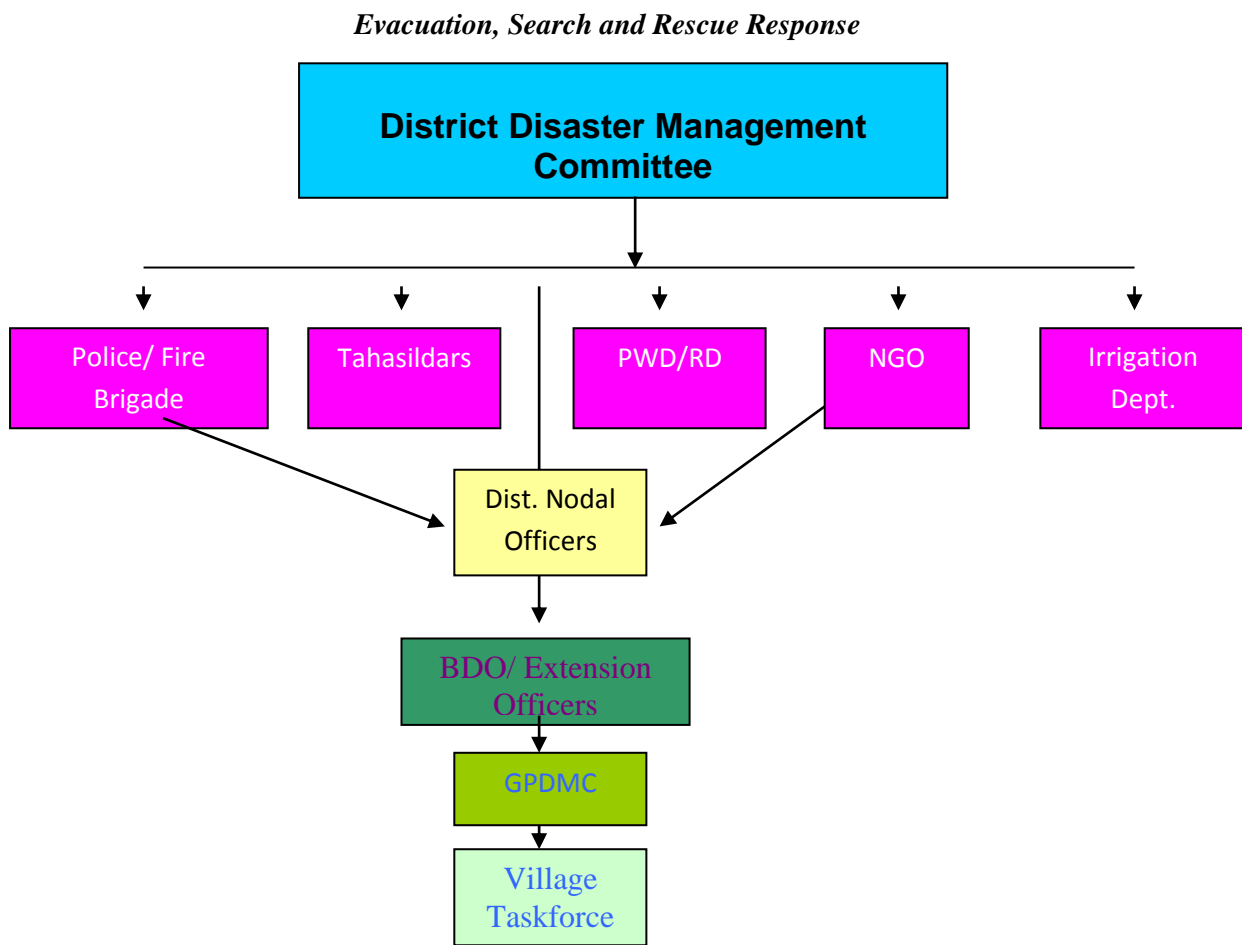 Evacuation, Search and Rescue Response
District Disaster Management
Committee
Police/ Fire
Brigade
Tahasildars
PWD/RD
NGO
Irrigation
Dept.
Dist. Nodal
Officers
BDO/ Extension
Officers
GPDMC
Village
Taskforce